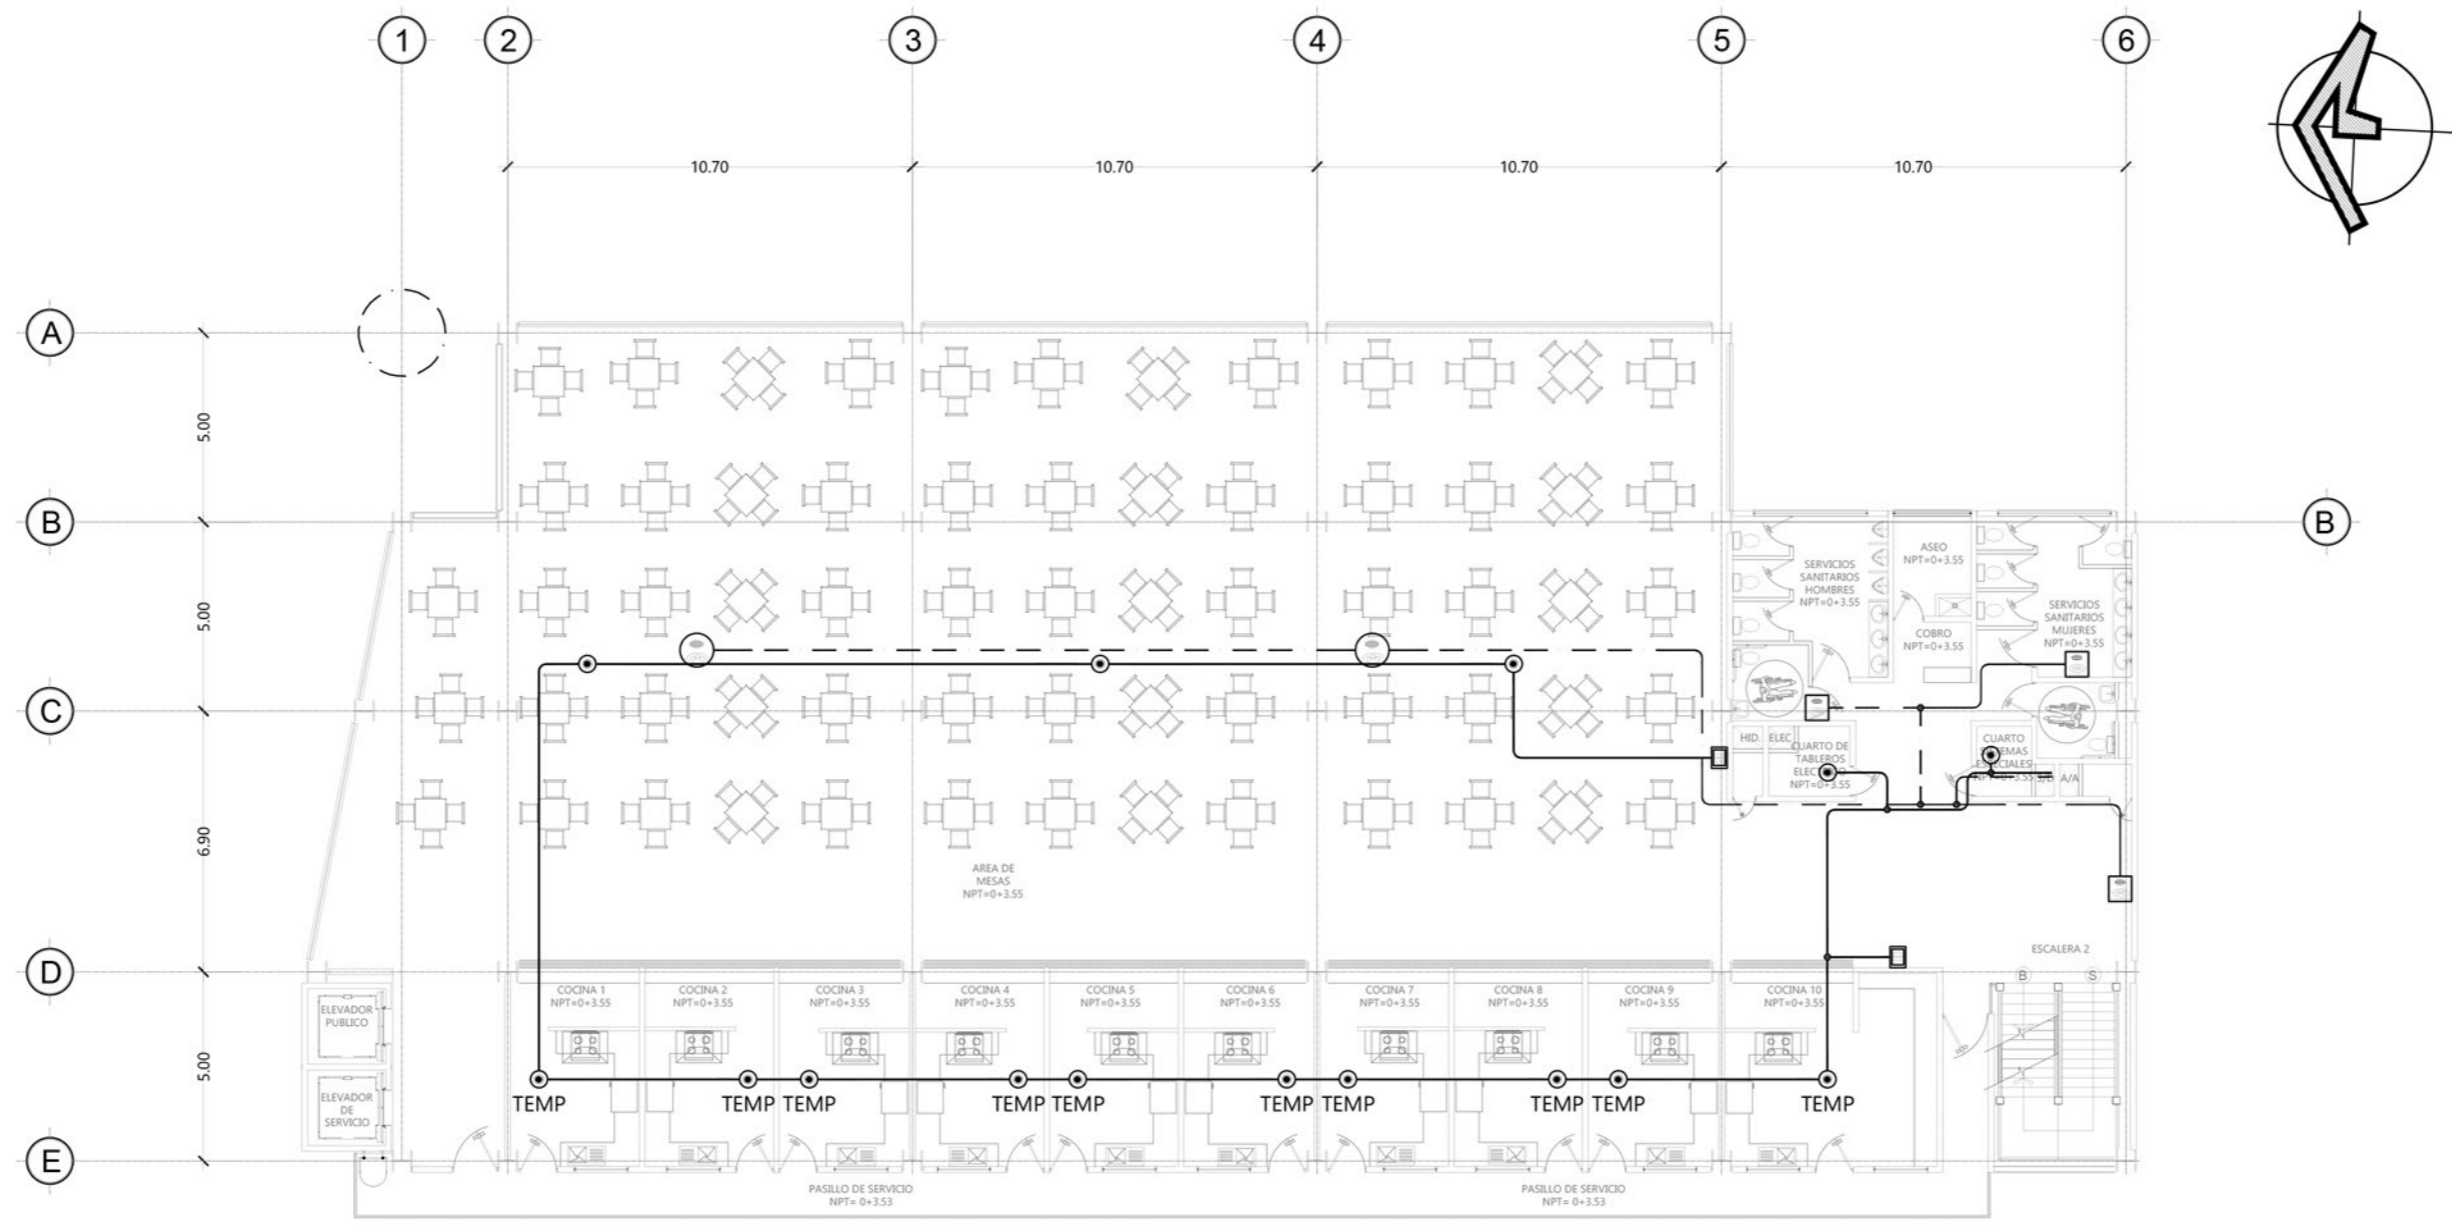 1 2 3 4 5 6
10.70 10.70 10.70 10.70
A
5.00
B B
5.00
C
6.90
D
5.00
E
SERVICIOS
SANITARIOS
HOMBRES
NPT=0+3.55
ASEO
NPT=0+3.55
COBRO
NPT=0+3.55
SERVICIOS
SANITARIOS
MUJERES
NPT=0+3.55
HID. ELEC
CUARTO DE
TABLEROS
NPT=0+3.55
CUARTO
A/A
AREA DE
MESAS
NPT=0+3.55
ESCALERA 2
B S
ELEVADOR
PUBLICO
ELEVADOR
DE
SERVICIO
COCINA 1
NPT=0+3.55
COCINA 2
NPT=0+3.55
COCINA 3
NPT=0+3.55
COCINA 4
NPT=0+3.55
COCINA 5
NPT=0+3.55
COCINA 6
NPT=0+3.55
COCINA 7
NPT=0+3.55
COCINA 8
NPT=0+3.55
COCINA 9
NPT=0+3.55
COCINA 10
NPT=0+3.55
TEMP TEMP TEMP TEMP TEMP TEMP TEMP TEMP TEMP TEMP
PASILLO DE SERVICIO
NPT= 0+3.53
PASILLO DE SERVICIO
NPT= 0+3.53